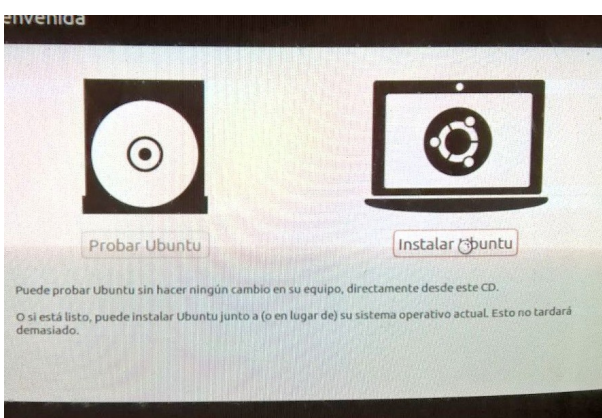 envenida
Probar Ubuntu
Instalar Ubuntu
Puede probar Ubuntu sin hacer ningún cambio en su equipo, directamente desde este CD.
O si está listo, puede instalar Ubuntu junto a (o en lugar de) su sistema operativo actual. Esto no tardará
demasiado.